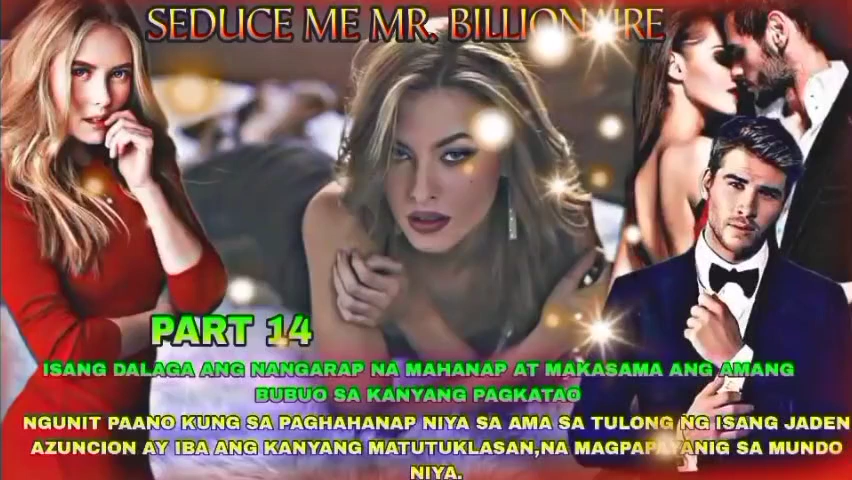 SEDUCE ME MR. BILLIONAIRE
PART 14
ISANG DALAGA ANG NANGARAP NA MAHANAP AT MAKASAMA ANG AMANG
BUBUO SA KANYANG PAGKATAO
NGUNIT PAANO KUNG SA PAGHAHANAP NIYA SA AMA SA TULONG NG ISANG JADEN
AZUNCION AY IBA ANG KANYANG MATUTUKLASAN,NA MAGPAPAYANIG SA MUNDO
NIYA.